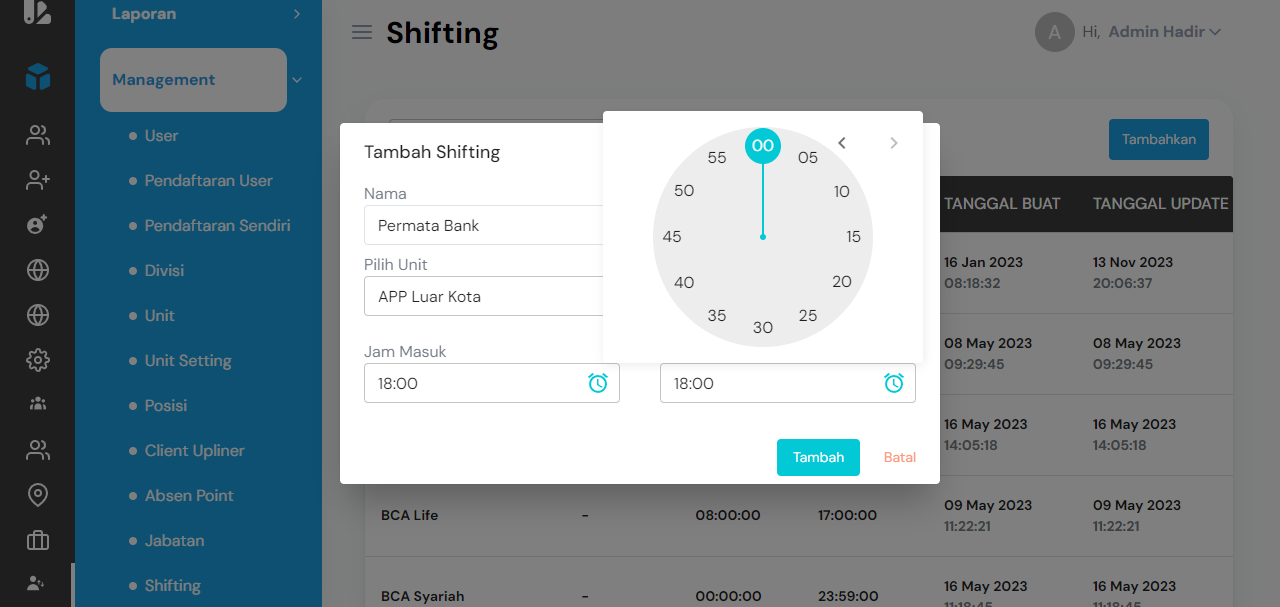 Laporan
Management
User
Pendaftaran User
Pendaftaran Sendiri
Divisi
Unit
Unit Setting
Posisi
Client Upliner
Absen Point
Jabatan
Shifting
Shifting
A Hi, Admin Hadir
Tambahkan
TANGGAL BUAT TANGGAL UPDATE
16 Jan 2023 13 Nov 2023
08:18:32 20:06:37
08 May 2023 08 May 2023
09:29:45 09:29:45
16 May 2023 16 May 2023
14:05:18 14:05:18
BCA Life - 08:00:00 17:00:00 09 May 2023 09 May 2023
11:22:21 11:22:21
BCA Syariah - 00:00:00 23:59:00 16 May 2023 16 May 2023
11:18:45 11:18:45
Tambah Shifting
Nama
Permata Bank
Pilih Unit
APP Luar Kota
Jam Masuk
18:00 18:00
Tambah Batal
00
55 05
50 10
45 15
40 20
35 25
30